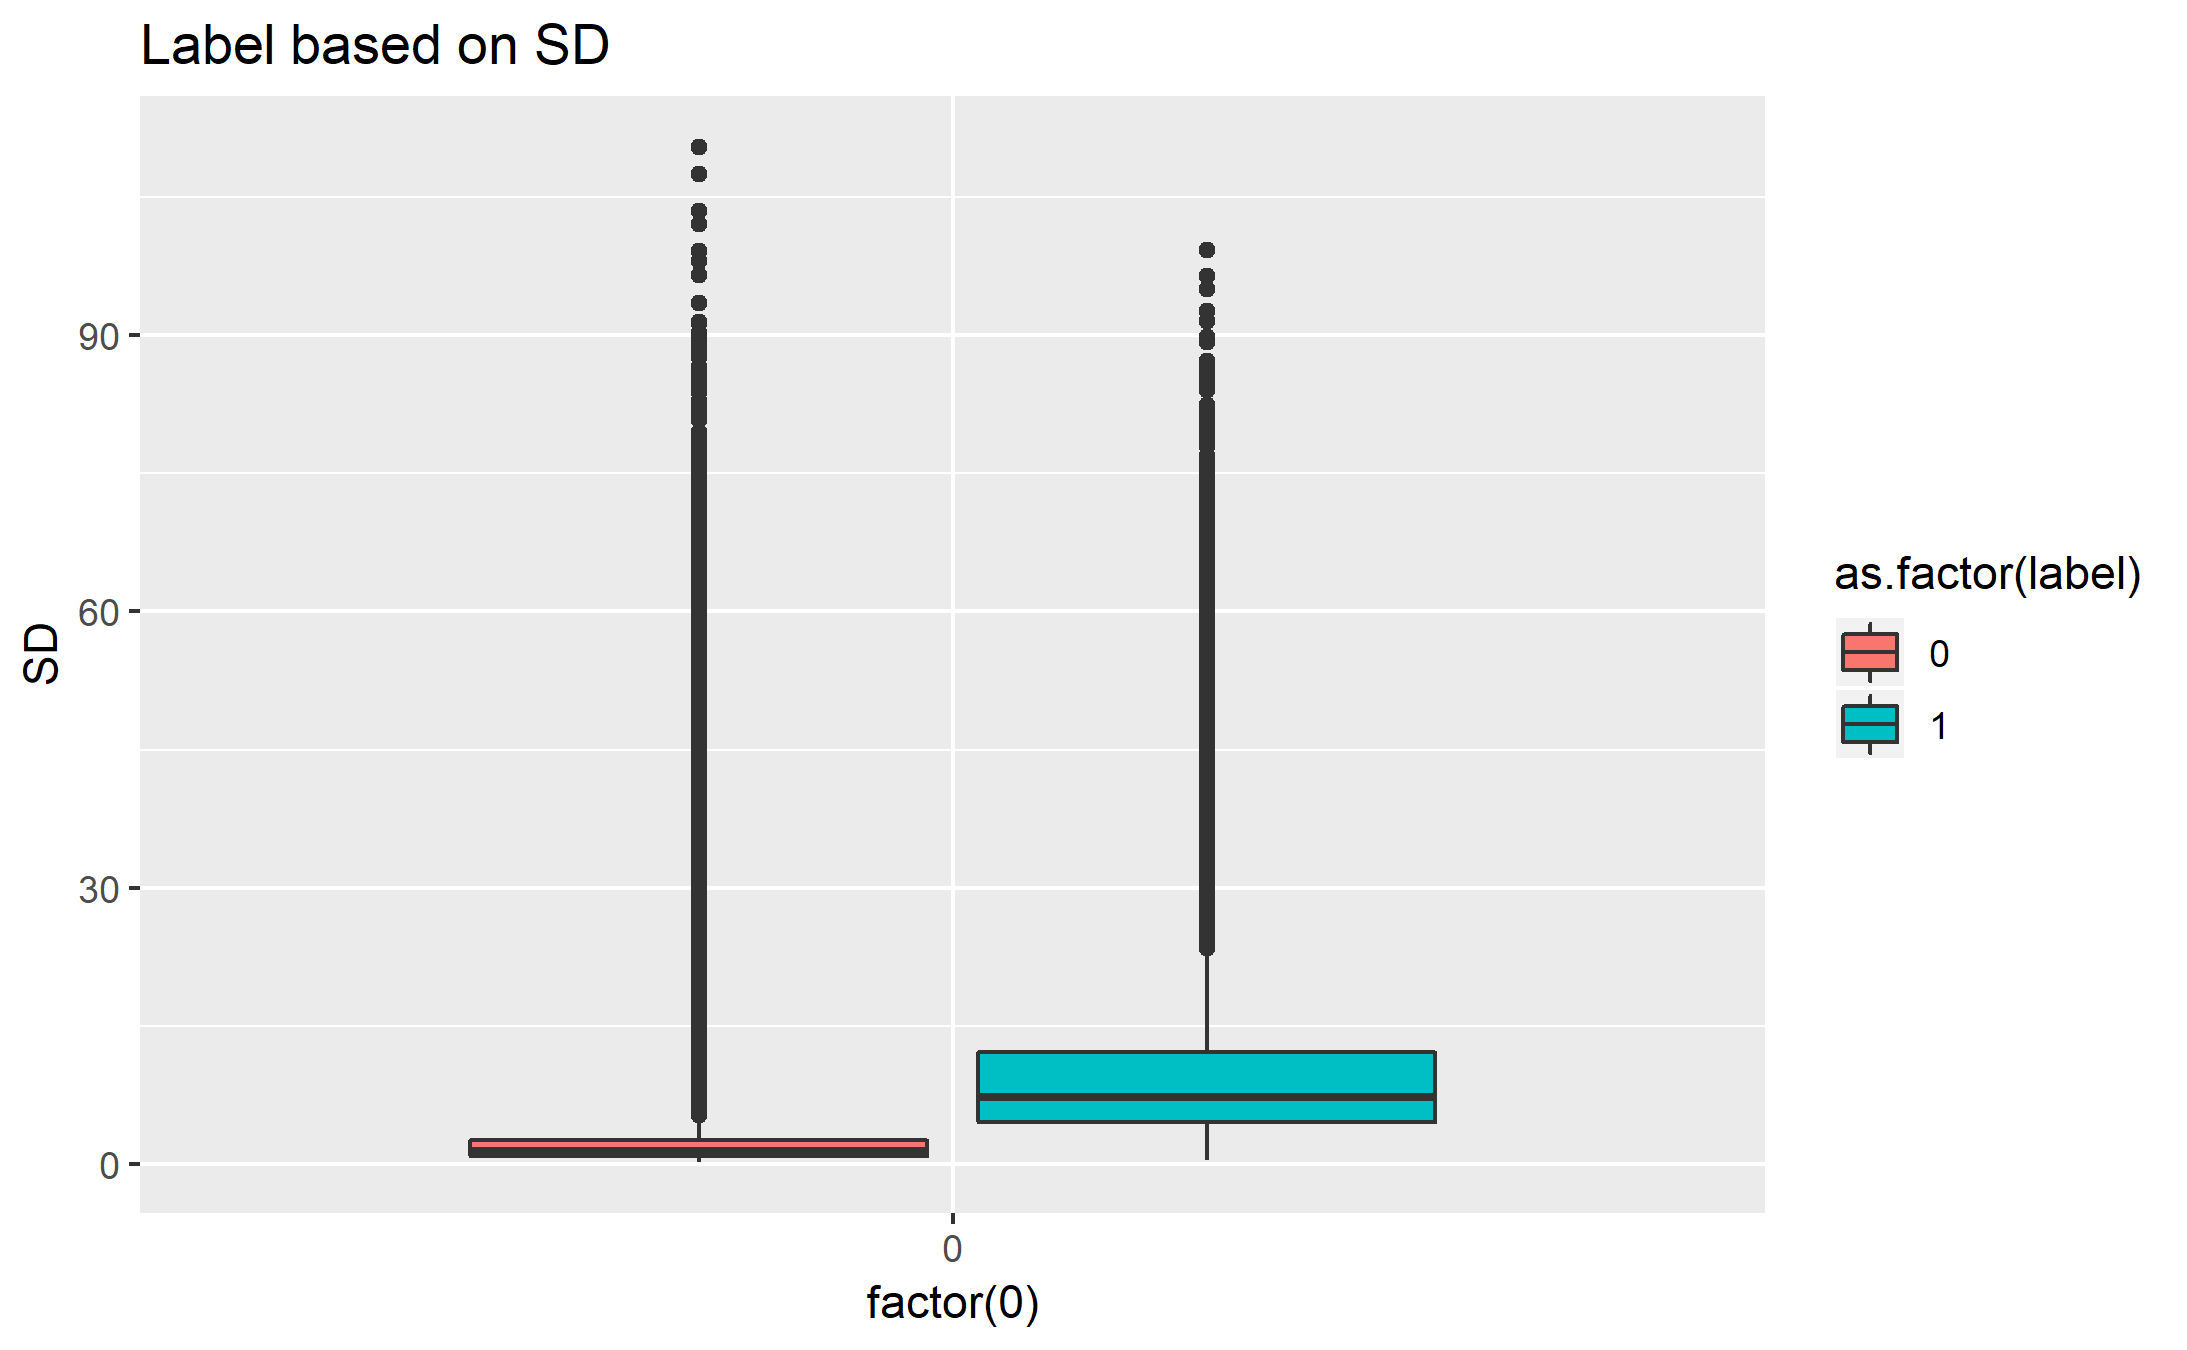 Label based on SD
90
60
30
0
SD
0
factor(0)
as.factor(label)
0
1